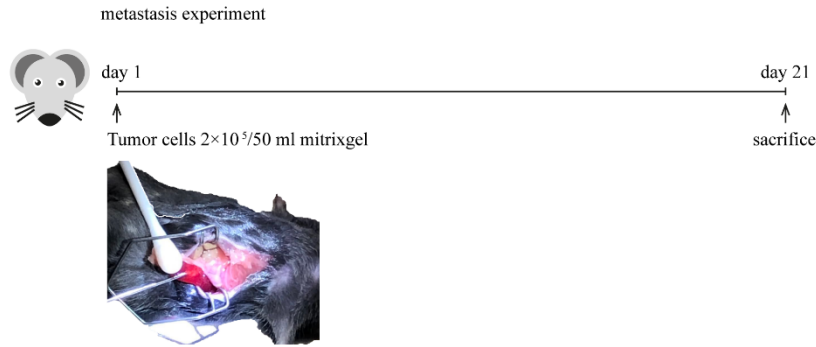 metastasis experiment
day 1
day 21
Tumor cells 2×10⁵/50 ml mitrixgel
sacrifice